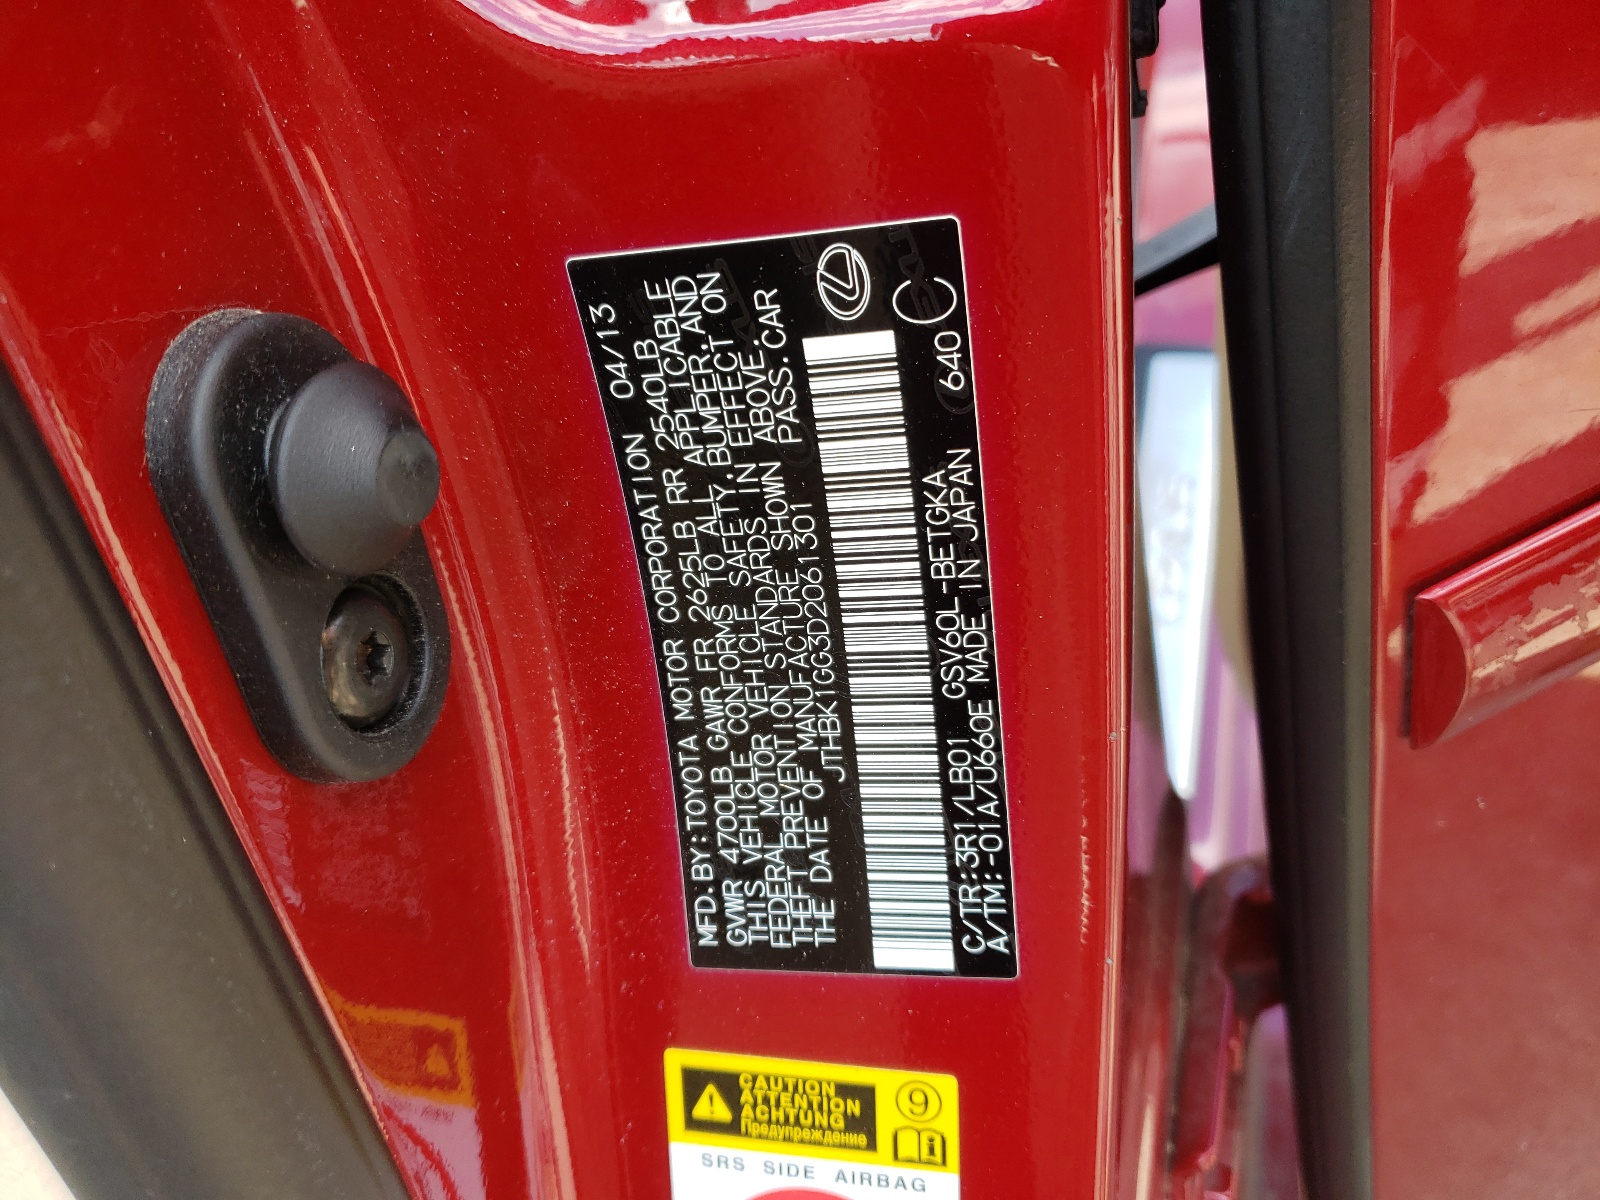 MFD.BY:TOYOTA MOTOR CORPORATION 04/13
GVWR 4700LB GAWR FR 2625LB RR 2540LB
THIS VEHICLE CONFORMS TO ALL APPLICABLE
FEDERAL MOTOR VEHICLE SAFETY,BUMPER,AND
THEFT PREVENTION STANDARDS IN EFFECT ON
THE DATE OF MANUFACTURE SHOWN ABOVE.
JTHBK1GG3D2061301 PASS.CAR
C/TR:3R1/LB01 GSV60L-BETGKA
A/TM:-01A/U660E MADE IN JAPAN 640
CAUTION
ATTENTION
ACHTUNG
Предупреждение
9
i
SRS SIDE AIRBAG